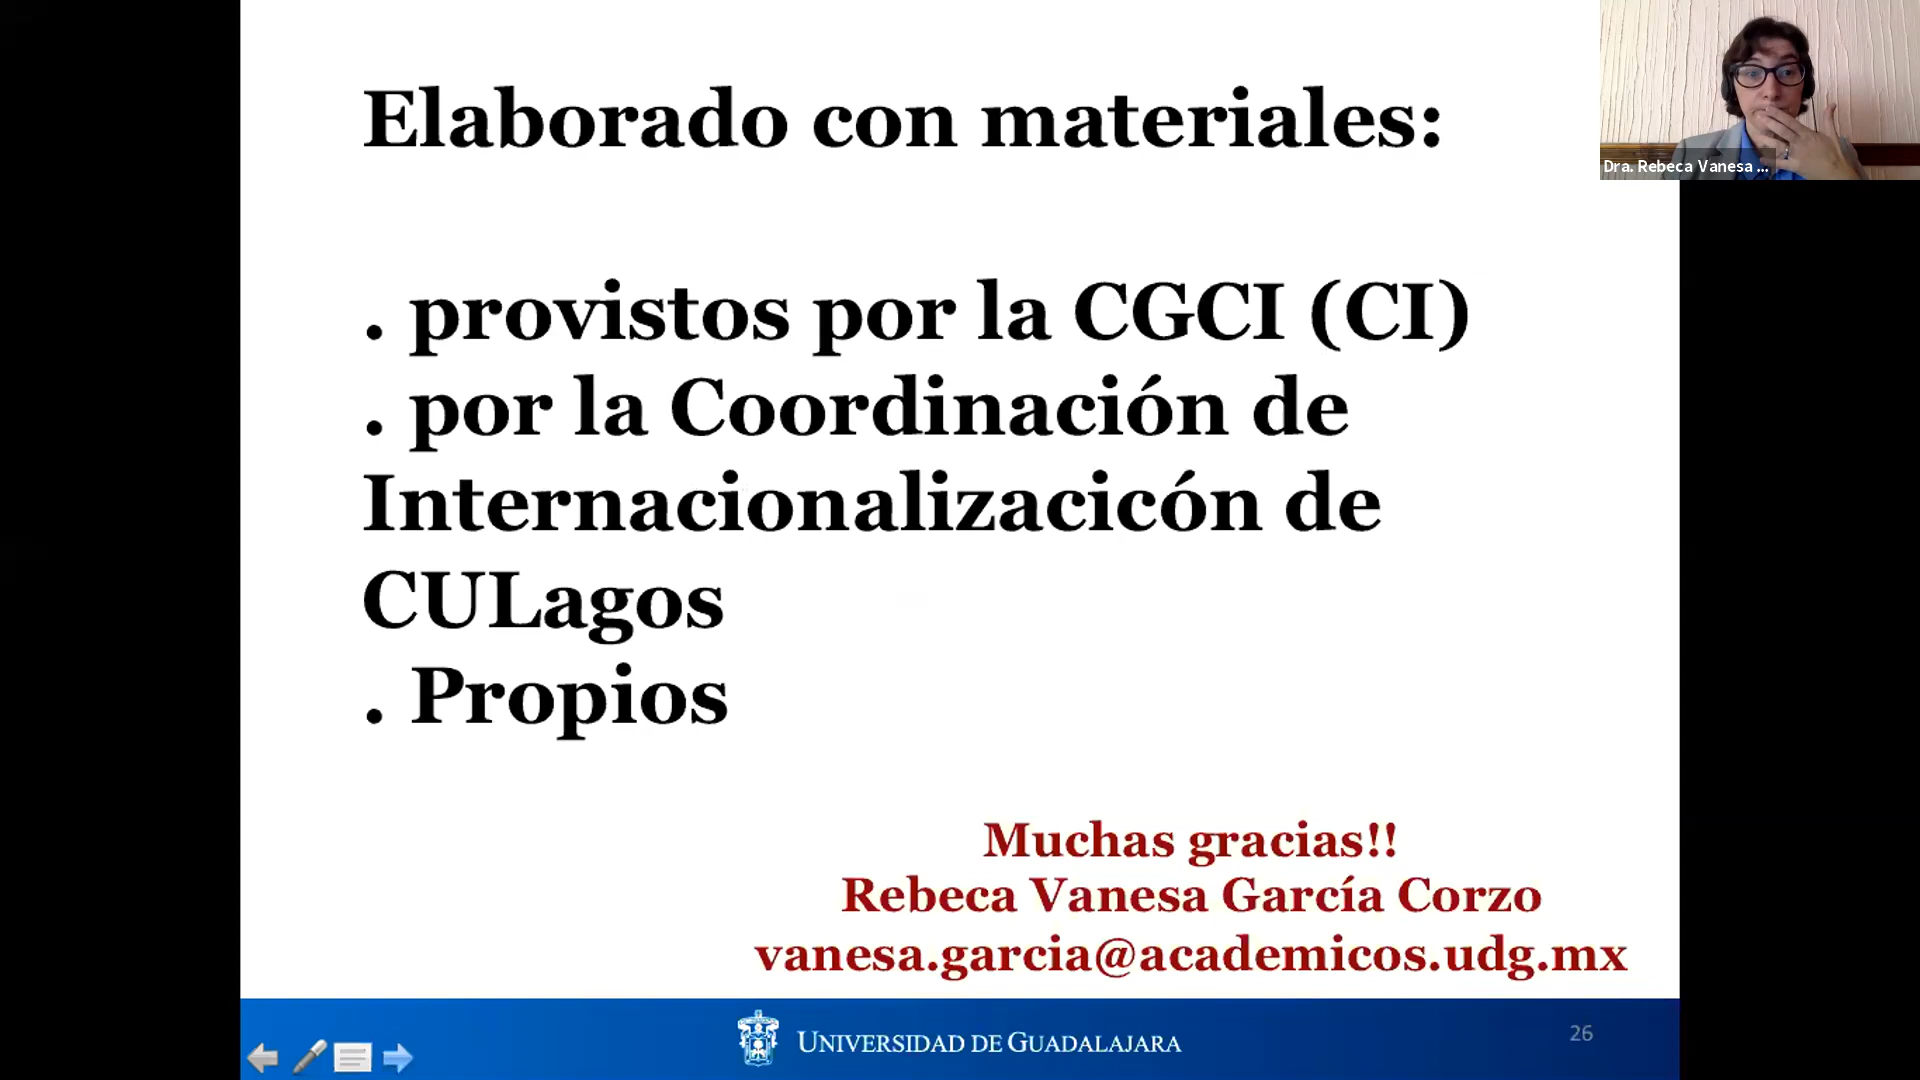 Elaborado con materiales:
. provistos por la CGCI (CI)
. por la Coordinación de
Internacionalizacicón de
CULagos
. Propios
Muchas gracias!!
Rebeca Vanesa García Corzo
vanesa.garcia@academicos.udg.mx
UNIVERSIDAD DE GUADALAJARA
26
Dra. Rebeca Vanesa ...